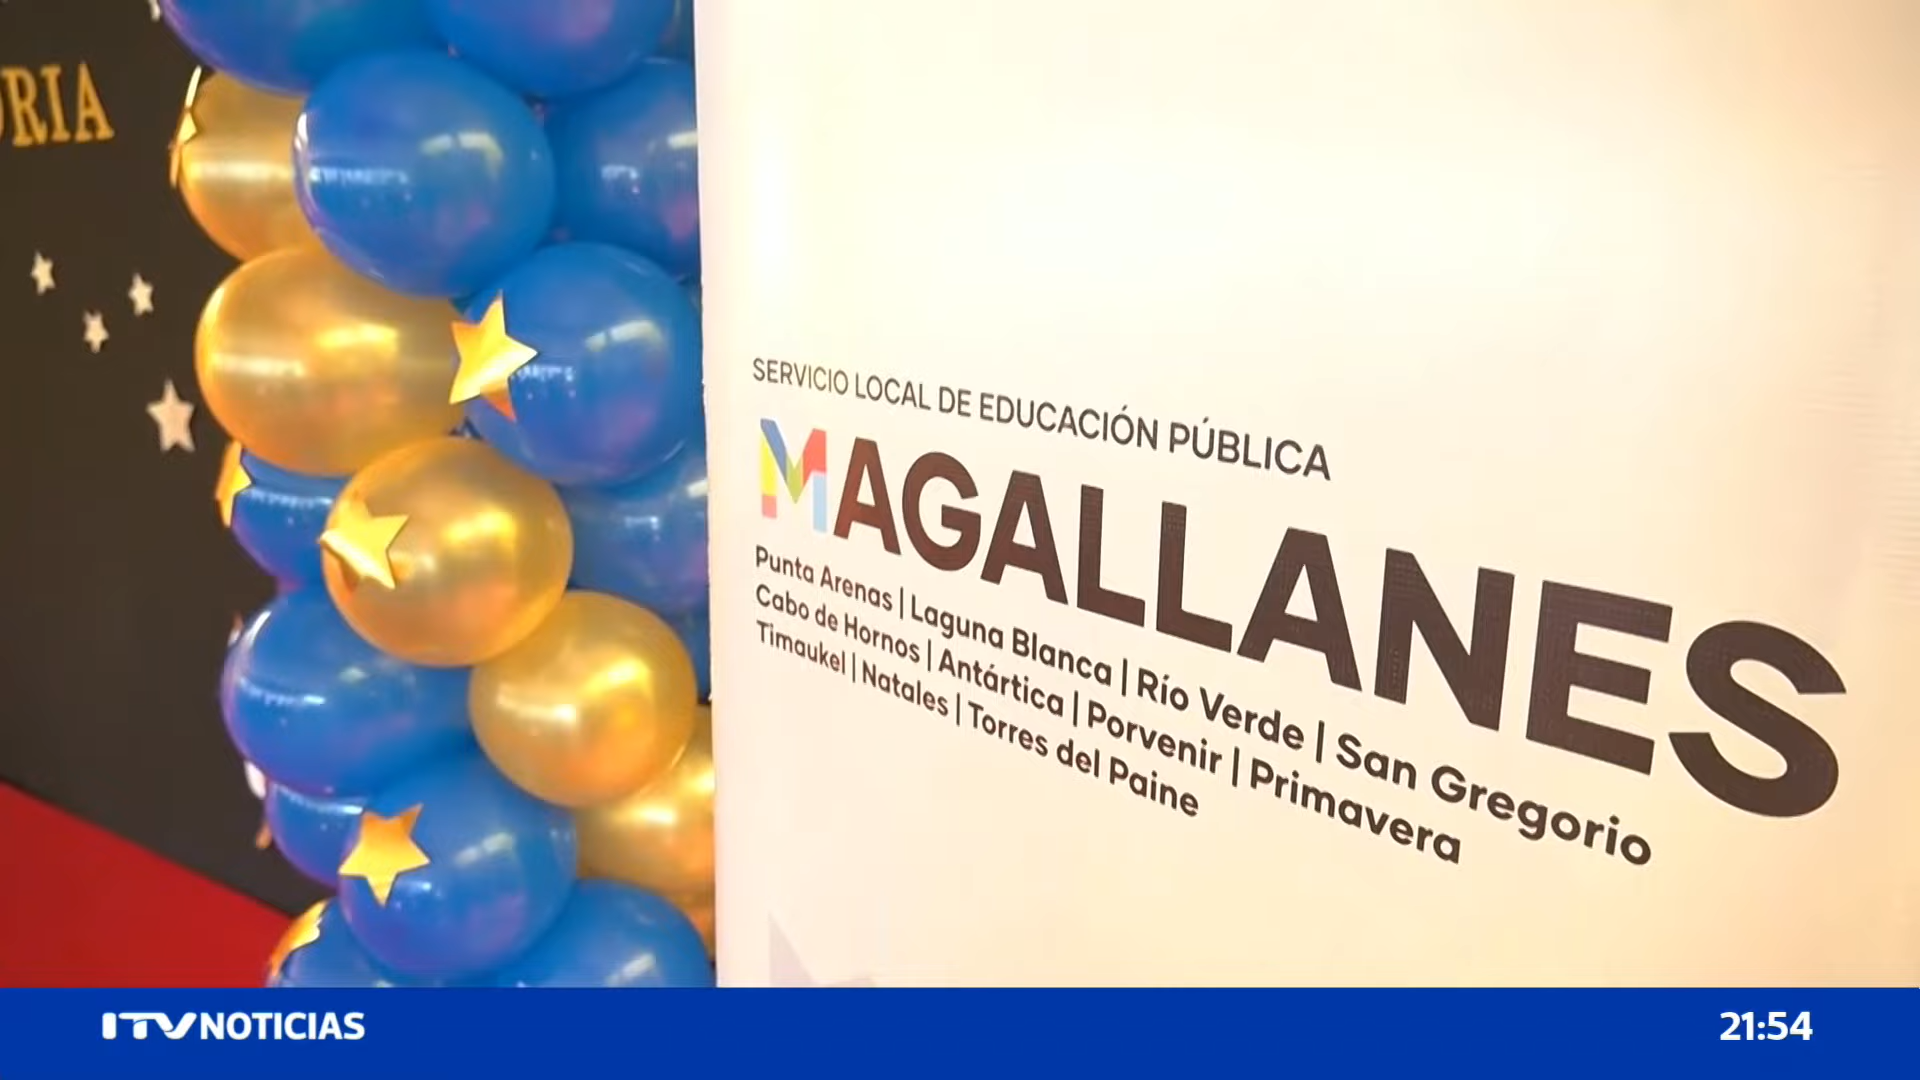 SERVICIO LOCAL DE EDUCACIÓN PÚBLICA
MAGALLANES
Punta Arenas | Laguna Blanca | Río Verde | San Gregorio
Cabo de Hornos | Antártica | Porvenir | Primavera
Timaukel | Natales | Torres del Paine
ITV NOTICIAS
21:54